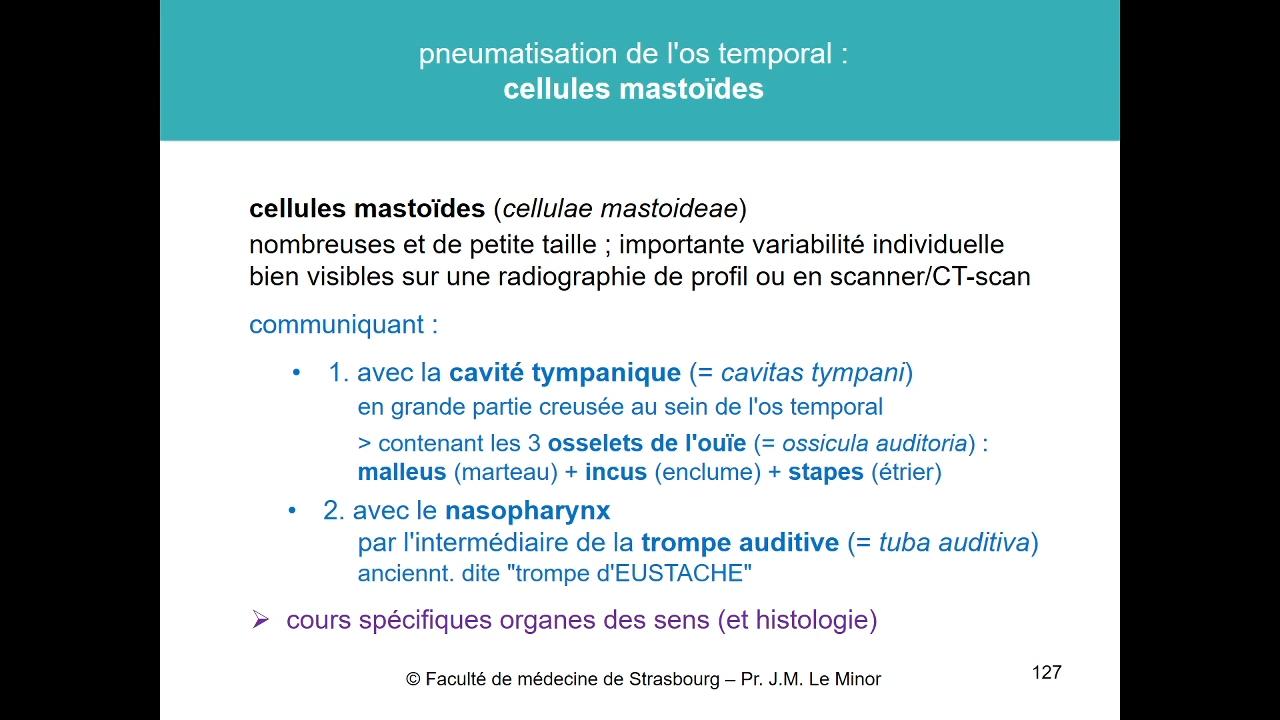 pneumatisation de l'os temporal :
cellules mastoïdes
cellules mastoïdes (cellulae mastoideae)
nombreuses et de petite taille ; importante variabilité individuelle
bien visibles sur une radiographie de profil ou en scanner/CT-scan
communiquant :
• 1. avec la cavité tympanique (= cavitas tympani)
en grande partie creusée au sein de l'os temporal
> contenant les 3 osselets de l'ouïe (= ossicula auditoria) :
malleus (marteau) + incus (enclume) + stapes (étrier)
• 2. avec le nasopharynx
par l'intermédiaire de la trompe auditive (= tuba auditiva)
anciennt. dite "trompe d'EUSTACHE"
➢ cours spécifiques organes des sens (et histologie)
© Faculté de médecine de Strasbourg – Pr. J.M. Le Minor
127